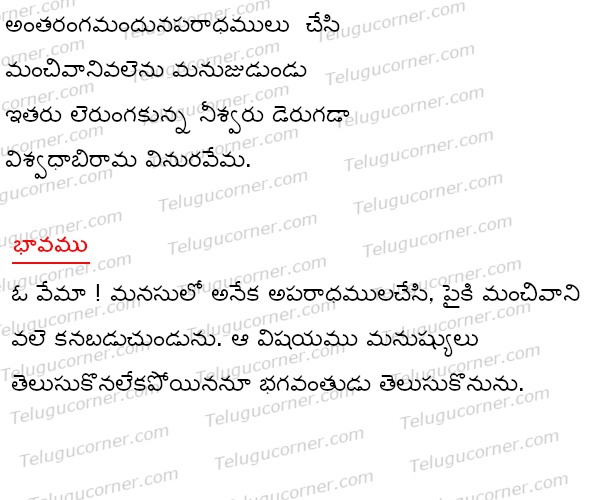 అంతరంగమందునపరాధములు చేసి
మంచివానివలెను మనుజుడుండు
ఇతరు లెరుంగకున్న నీశ్వరు డెరుగడా
విశ్వధాబిరామ వినురవేమ.
భావము
ఓ వేమా ! మనసులో అనేక అపరాధములచేసి, పైకి మంచివాని
వలె కనబడుచుండును. ఆ విషయము మనుష్యులు
తెలుసుకొనలేకపోయిననూ భగవంతుడు తెలుసుకొనును.
Telugucorner.com